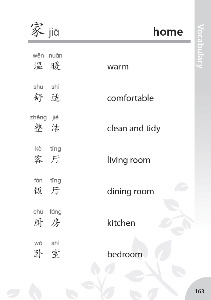 家 jiā home
Vocabulary
wēn nuǎn
温 暖 warm
shū shì
舒 适 comfortable
zhěng jié
整 洁 clean and tidy
kè tīng
客 厅 living room
fàn tīng
饭 厅 dining room
chú fáng
厨 房 kitchen
wò shì
卧 室 bedroom
163